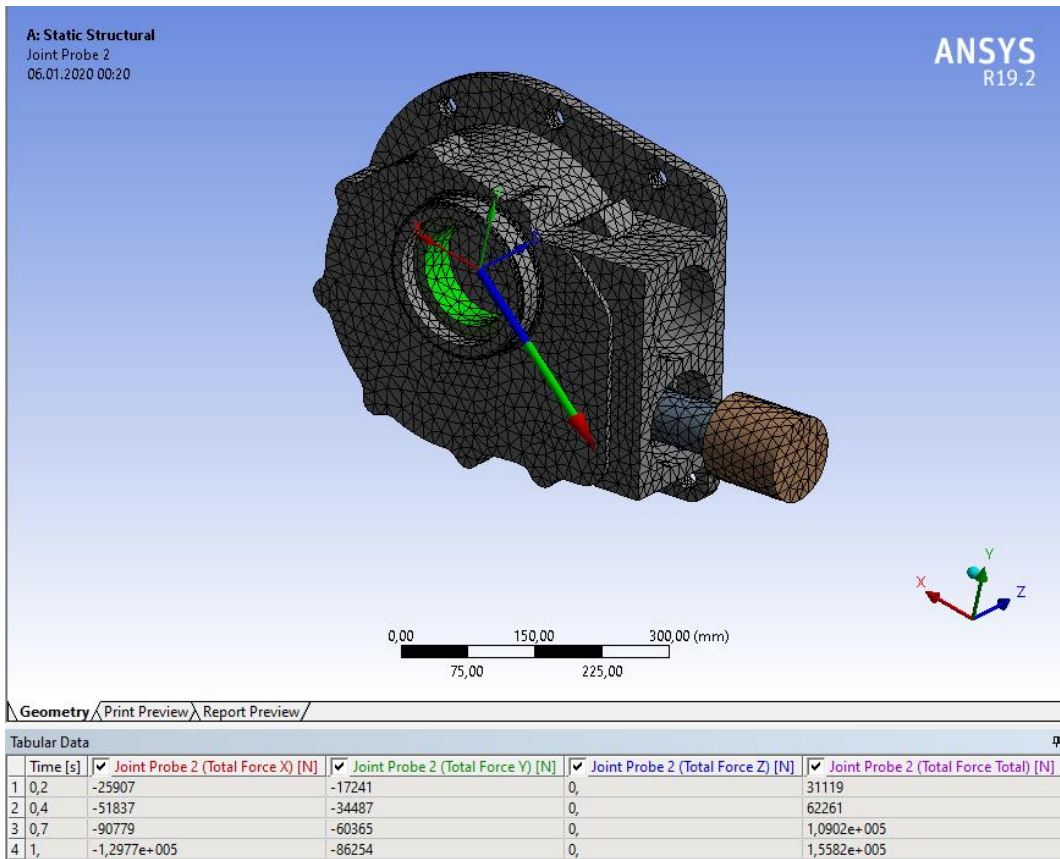 A: Static Structural
Joint Probe 2
06.01.2020 00:20
ANSYS
R19.2
X
Y
Z
0,00 150,00 300,00 (mm)
75,00 225,00
Geometry Print Preview Report Preview
Tabular Data
Time [s] Joint Probe 2 (Total Force X) [N] Joint Probe 2 (Total Force Y) [N] Joint Probe 2 (Total Force Z) [N] Joint Probe 2 (Total Force Total) [N]
1 0,2 -25907 -17241 0, 31119
2 0,4 -51837 -34487 0, 62261
3 0,7 -90779 -60365 0, 1,0902e+005
4 1, -1,2977e+005 -86254 0, 1,5582e+005